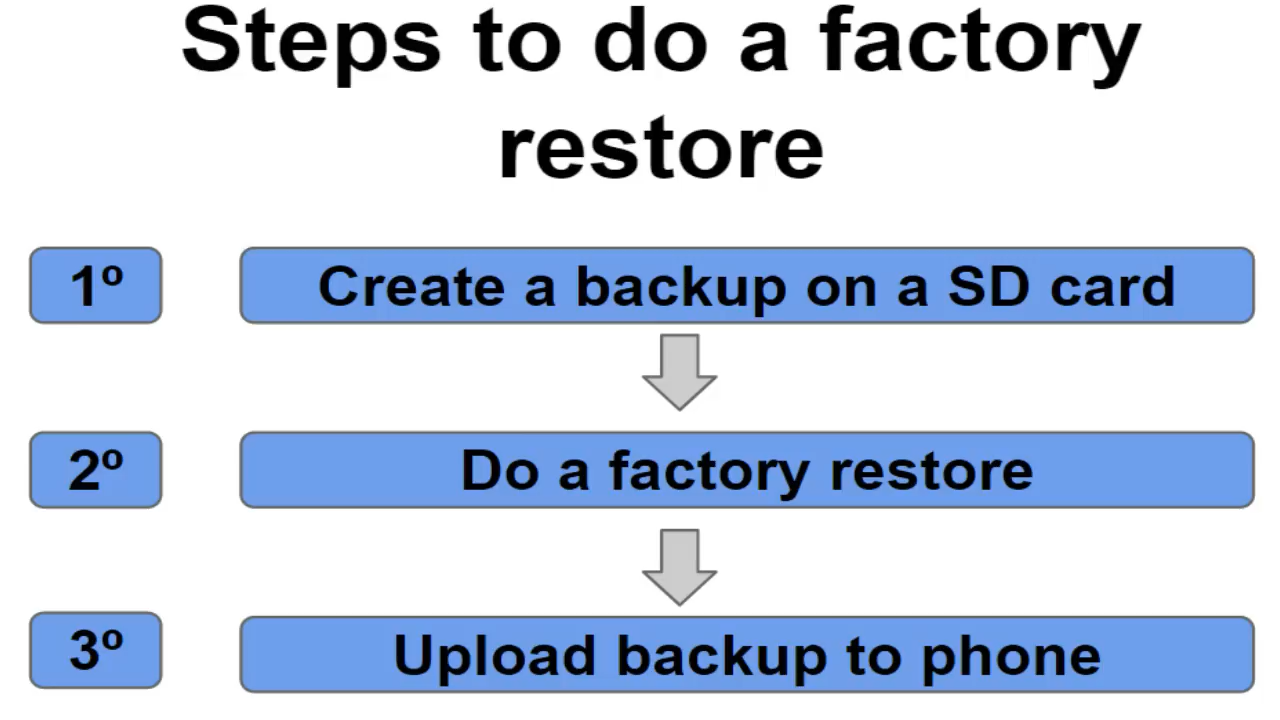 Steps to do a factory
restore
1º
Create a backup on a SD card
2º
Do a factory restore
3º
Upload backup to phone